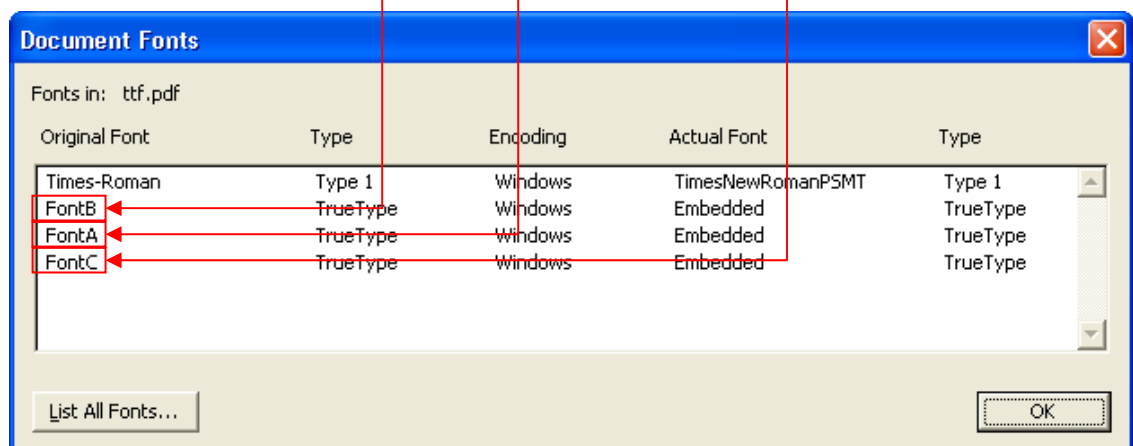 Document Fonts
Fonts in: ttf.pdf
Original Font Type Encoding Actual Font Type
Times-Roman Type 1 Windows TimesNewRomanPSMT Type 1
FontB TrueType Windows Embedded TrueType
FontA TrueType Windows Embedded TrueType
FontC TrueType Windows Embedded TrueType
List All Fonts... OK